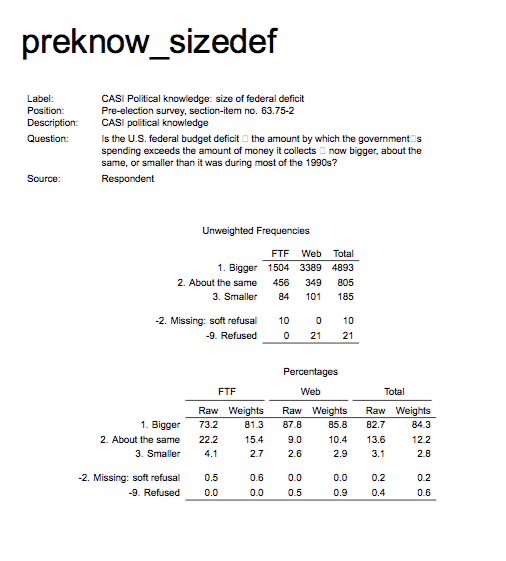 preknow_sizedef
Label: CASI Political knowledge: size of federal deficit
Position: Pre-election survey, section-item no. 63.75-2
Description: CASI political knowledge
Question: Is the U.S. federal budget deficit □ the amount by which the government□s
spending exceeds the amount of money it collects □ now bigger, about the
same, or smaller than it was during most of the 1990s?
Source: Respondent
Unweighted Frequencies
FTF Web Total
1. Bigger 1504 3389 4893
2. About the same 456 349 805
3. Smaller 84 101 185
-2. Missing: soft refusal 10 0 10
-9. Refused 0 21 21
Percentages
FTF Web Total
Raw Weights Raw Weights Raw Weights
1. Bigger 73.2 81.3 87.8 85.8 82.7 84.3
2. About the same 22.2 15.4 9.0 10.4 13.6 12.2
3. Smaller 4.1 2.7 2.6 2.9 3.1 2.8
-2. Missing: soft refusal 0.5 0.6 0.0 0.0 0.2 0.2
-9. Refused 0.0 0.0 0.5 0.9 0.4 0.6